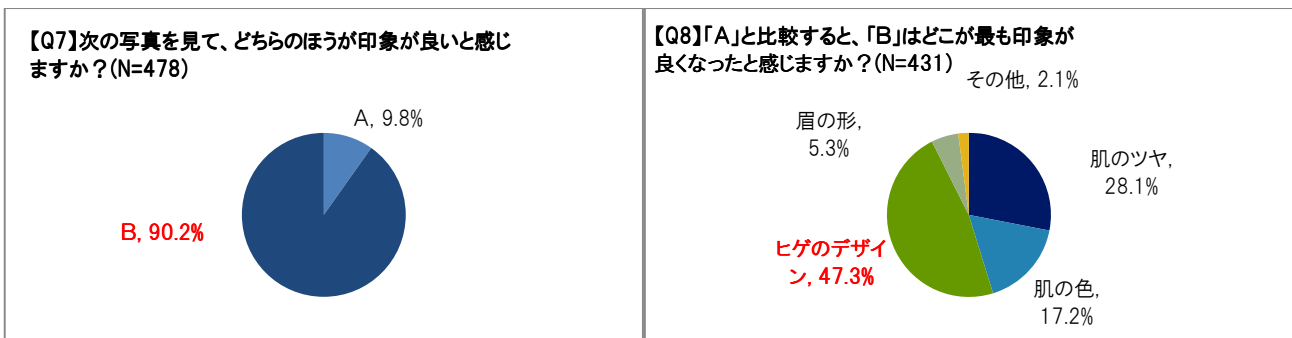 【Q7】次の写真を見て、どちらのほうが印象が良いと感じ
ますか？(N=478)
A, 9.8%
B, 90.2%
【Q8】「A」と比較すると、「B」はどこが最も印象が
良くなったと感じますか？(N=431)
その他, 2.1%
眉の形,
5.3%
肌のツヤ,
28.1%
ヒゲのデザイ
ン, 47.3%
肌の色,
17.2%